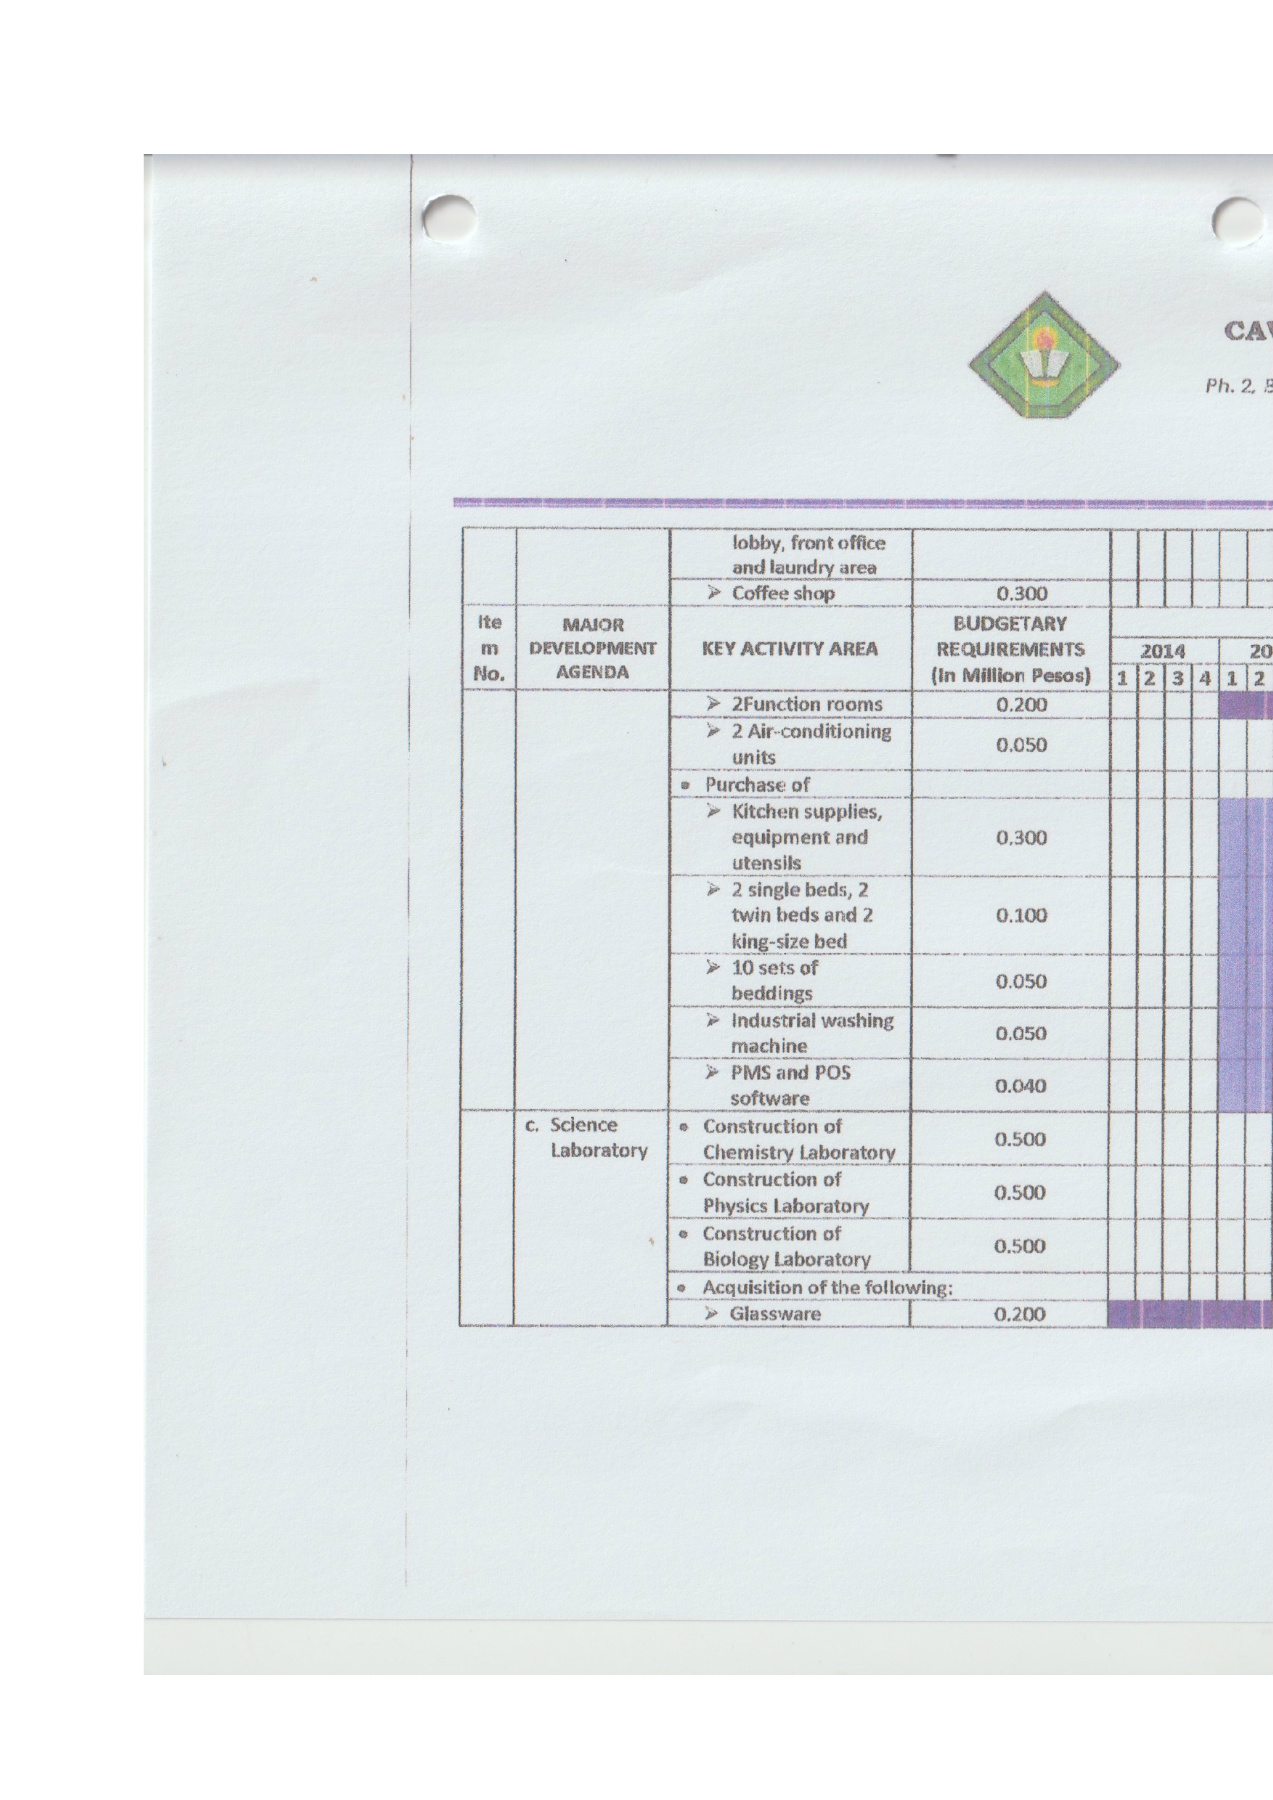 CAV
Ph. 2, B
lobby, front office
and laundry area
➢ Coffee shop 0.300
Ite
m
No.
MAJOR
DEVELOPMENT
AGENDA
KEY ACTIVITY AREA
BUDGETARY
REQUIREMENTS
(In Million Pesos)
2014 20
1 2 3 4 1 2
➢ 2Function rooms 0.200
➢ 2 Air-conditioning
units
0.050
• Purchase of
➢ Kitchen supplies,
equipment and
utensils
0.300
➢ 2 single beds, 2
twin beds and 2
king-size bed
0.100
➢ 10 sets of
beddings
0.050
➢ Industrial washing
machine
0.050
➢ PMS and POS
software
0.040
c. Science
Laboratory
• Construction of
Chemistry Laboratory
0.500
• Construction of
Physics Laboratory
0.500
• Construction of
Biology Laboratory
0.500
• Acquisition of the following:
➢ Glassware 0.200